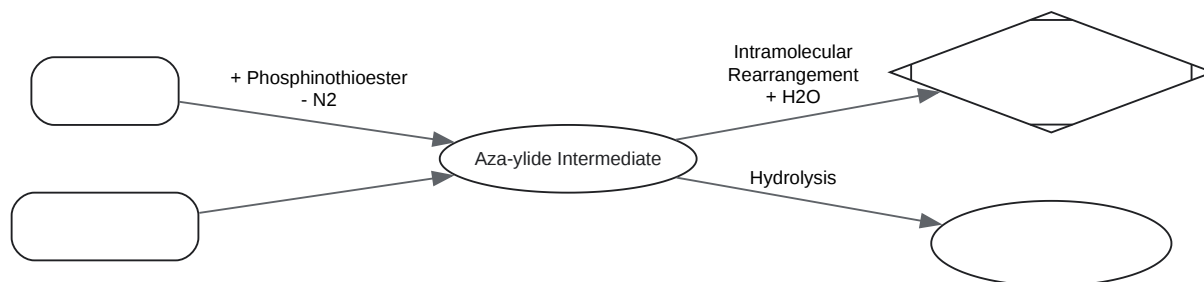 + Phosphinothioester
- N2
Aza-ylide Intermediate
Intramolecular
Rearrangement
+ H2O
Hydrolysis